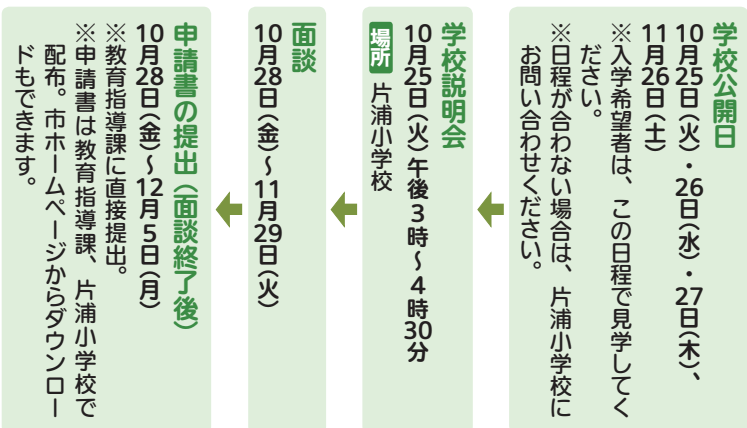 学校公開日
10月25日（火）・26日（水）・27日（木）、
11月26日（土）
※入学希望者は、この日程で見学してく
ださい。
※日程が合わない場合は、片浦小学校に
お問い合わせください。
学校説明会
10月25日（火）午後3時～4時30分
場所 片浦小学校
面談
10月28日（金）～11月29日（火）
申請書の提出（面談終了後）
10月28日（金）～12月5日（月）
※教育指導課に直接提出。
※申請書は教育指導課、片浦小学校で
配布。市ホームページからダウンロー
ドもできます。